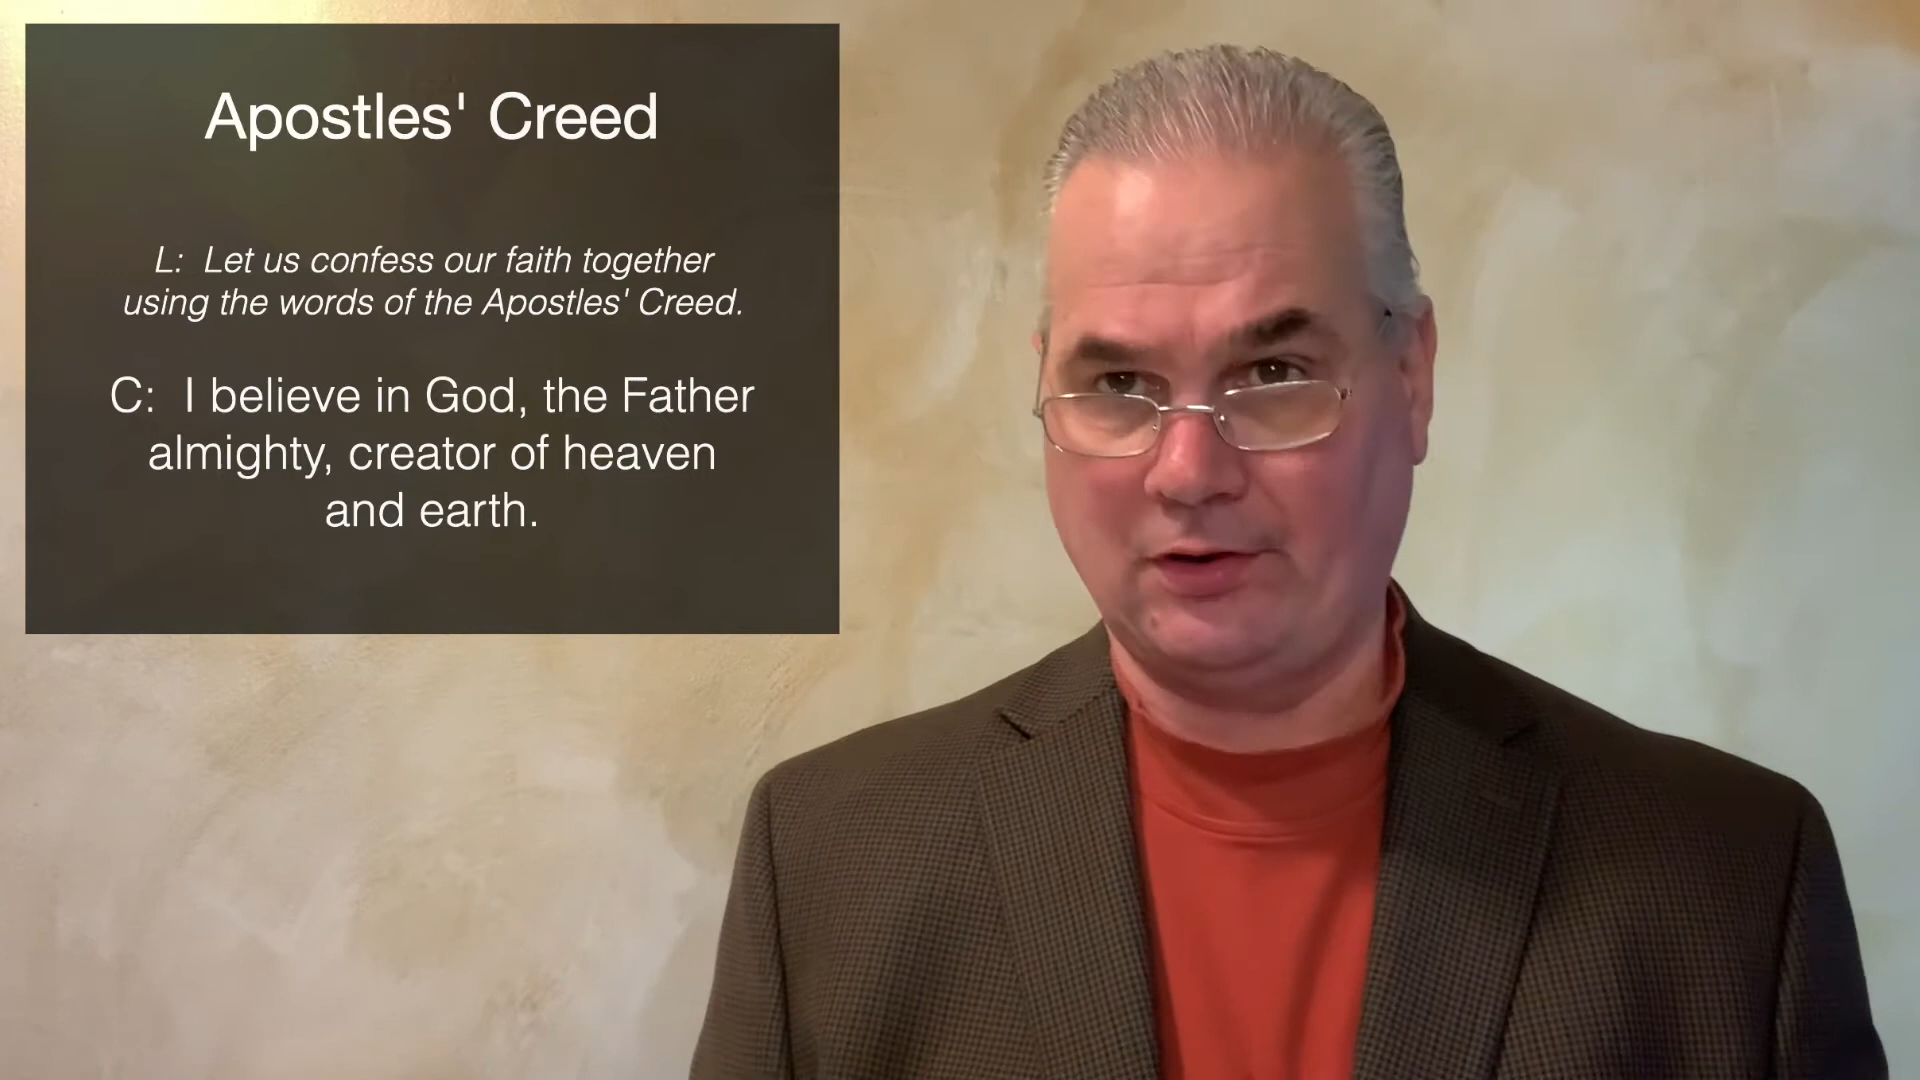 Apostles' Creed
L: Let us confess our faith together
using the words of the Apostles' Creed.
C: I believe in God, the Father
almighty, creator of heaven
and earth.